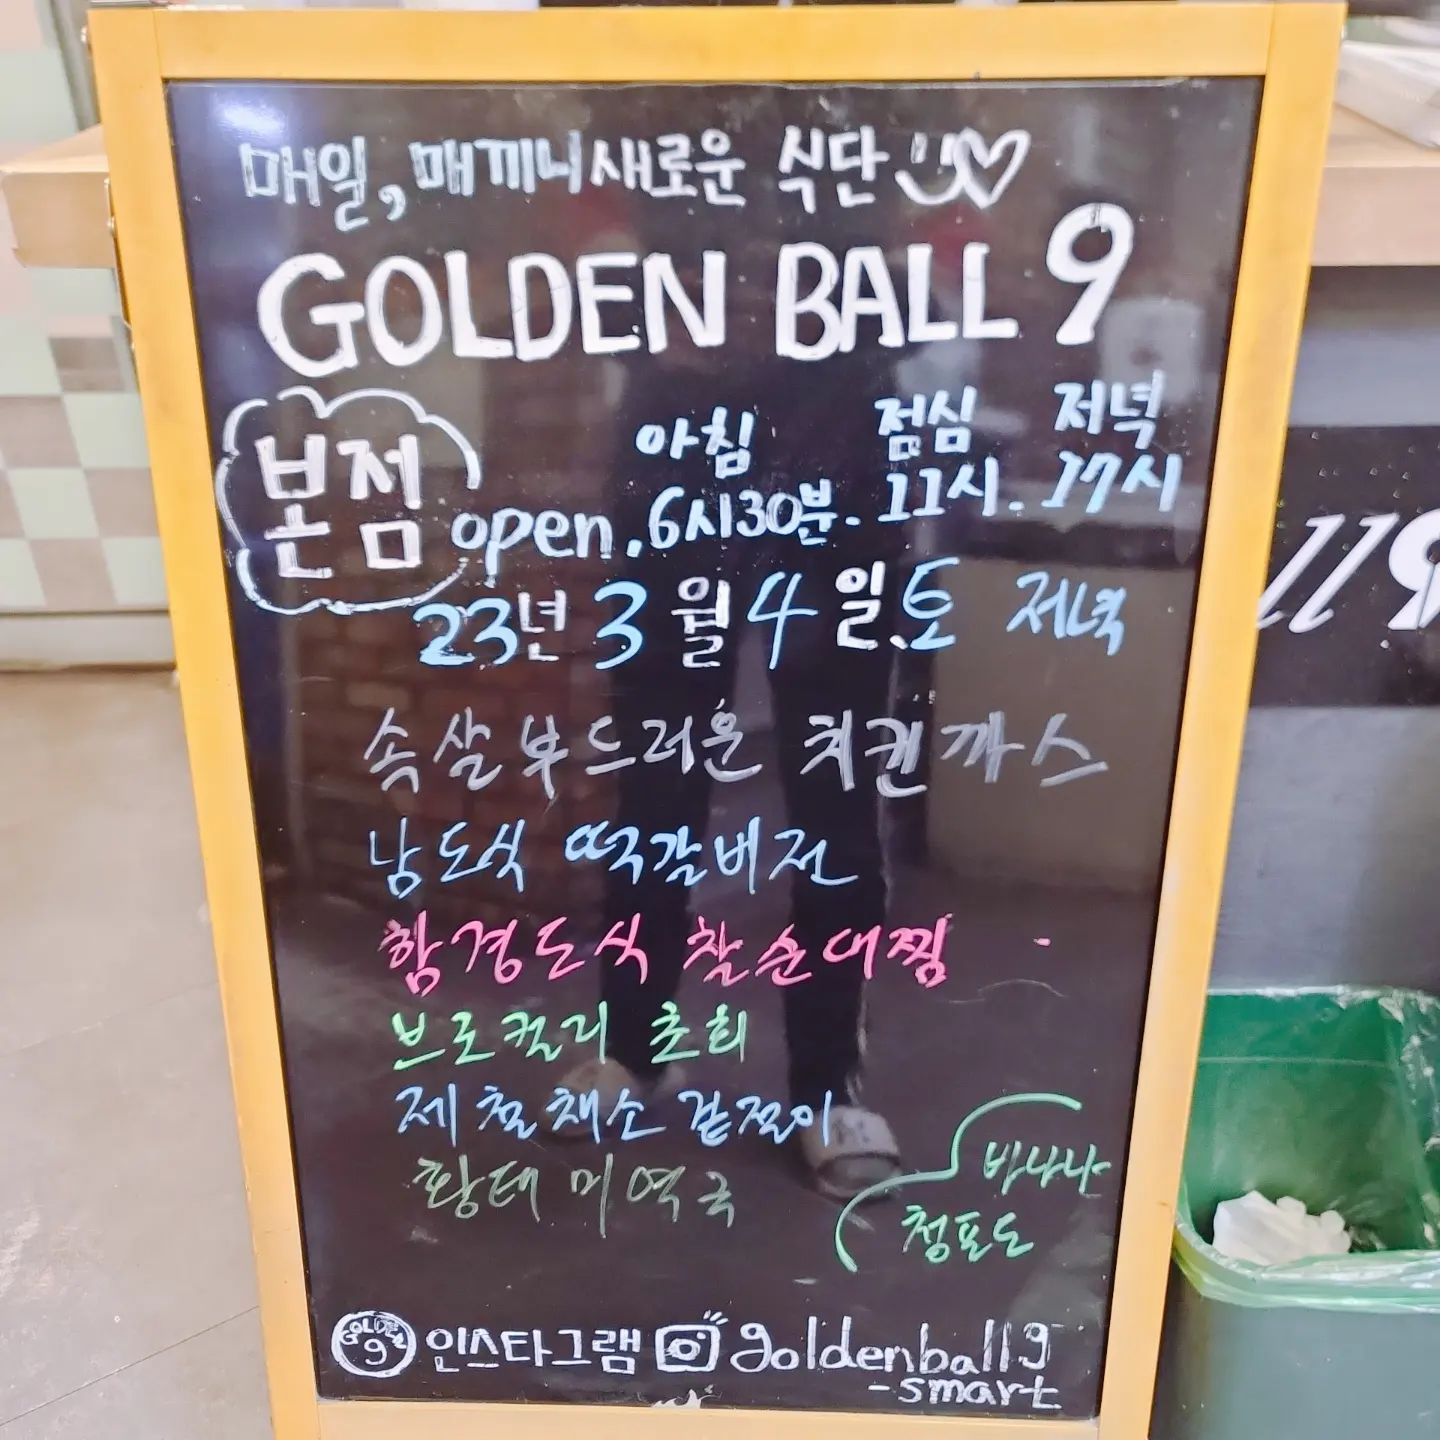 매일, 매끼니 새로운 식단
GOLDEN BALL 9
본점
아침 점심 저녁
open. 6시30분. 11시. 17시
23년 3월 4일.토 저녁
속살부드러운 치킨까스
남도식 떡갈비전
함경도식 찰순대찜
브로컬리 초회
제철채소 겉절이
황태미역국
바나나
청포도
GOLDEN 9
인스타그램 goldenball9
-smart